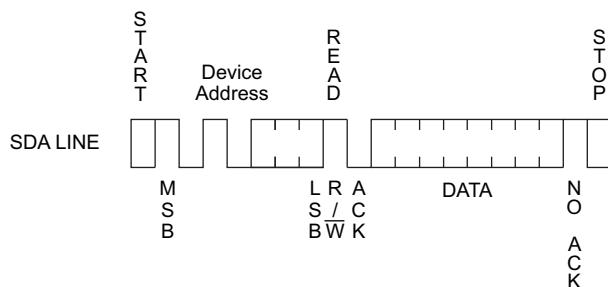 START
Device
Address
READ
STOP
SDA LINE
MSB
LSB
R/W̅
ACK
DATA
NO ACK